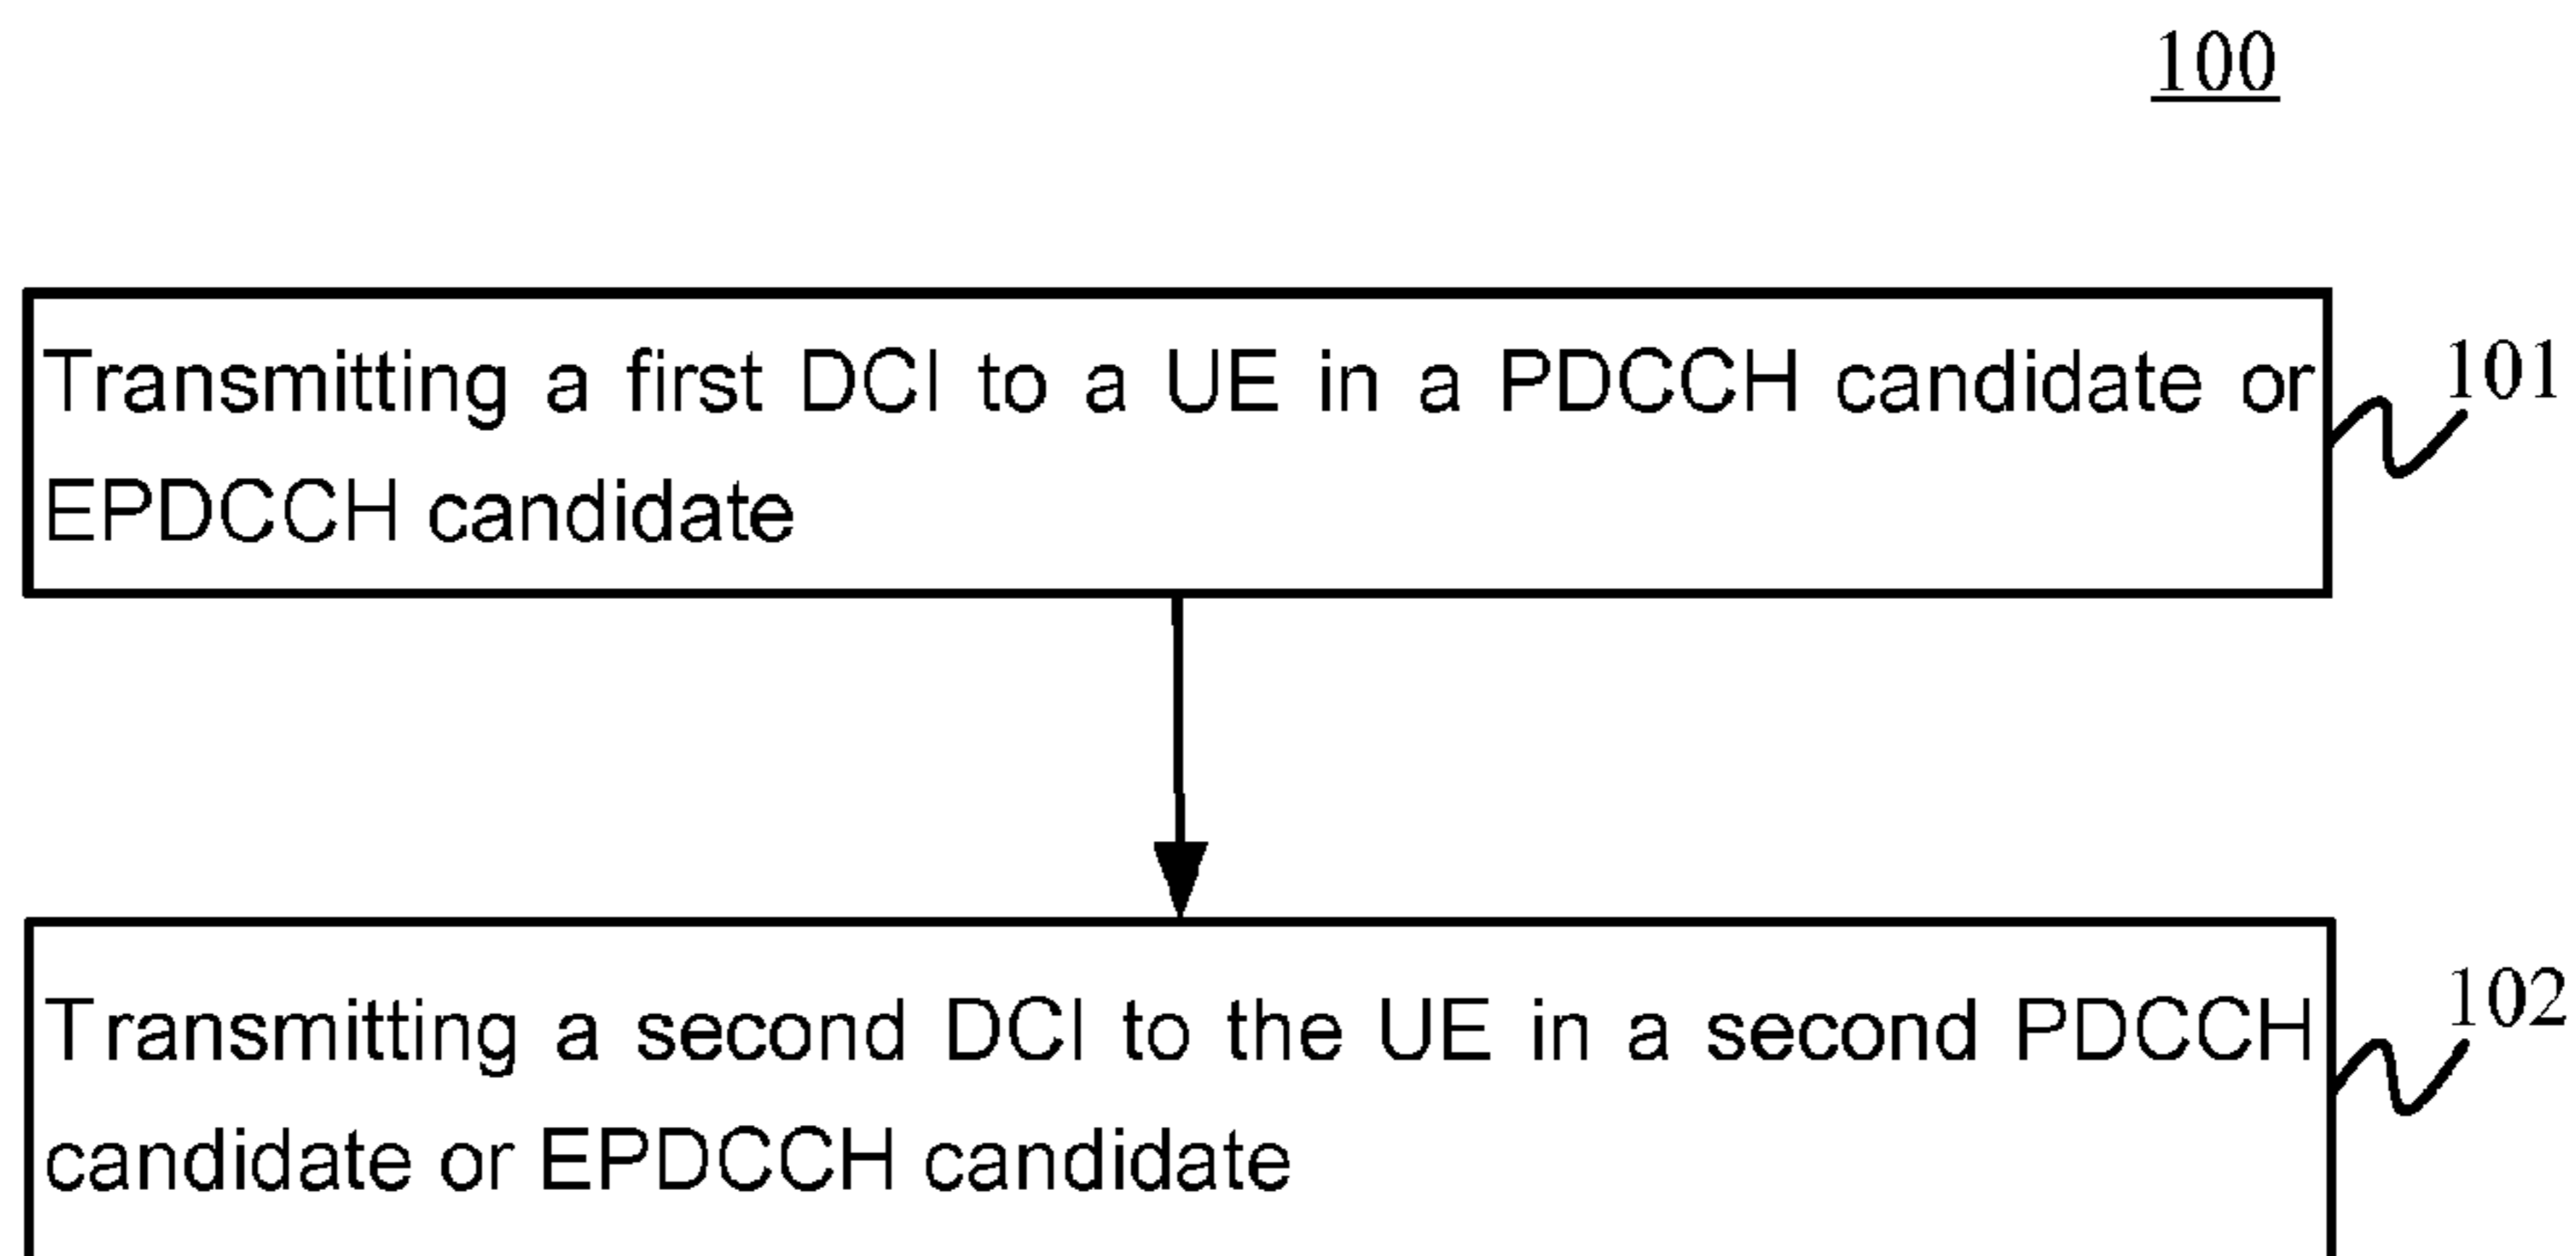 100
Transmitting a first DCI to a UE in a PDCCH candidate or
101
EPDCCH candidate
Transmitting a second DCI to the UE in a second PDCCH
102
candidate or EPDCCH candidate